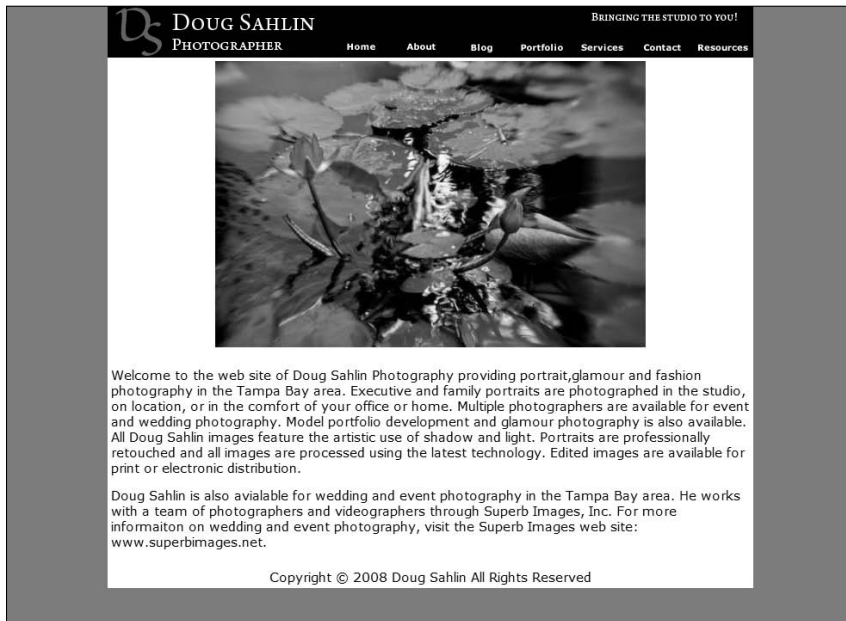 DS
DOUG SAHLIN
PHOTOGRAPHER
BRINGING THE STUDIO TO YOU!
Home About Blog Portfolio Services Contact Resources
Welcome to the web site of Doug Sahlin Photography providing portrait,glamour and fashion
photography in the Tampa Bay area. Executive and family portraits are photographed in the studio,
on location, or in the comfort of your office or home. Multiple photographers are available for event
and wedding photography. Model portfolio development and glamour photography is also available.
All Doug Sahlin images feature the artistic use of shadow and light. Portraits are professionally
retouched and all images are processed using the latest technology. Edited images are available for
print or electronic distribution.
Doug Sahlin is also avialable for wedding and event photography in the Tampa Bay area. He works
with a team of photographers and videographers through Superb Images, Inc. For more
informaiton on wedding and event photography, visit the Superb Images web site:
www.superbimages.net.
Copyright © 2008 Doug Sahlin All Rights Reserved